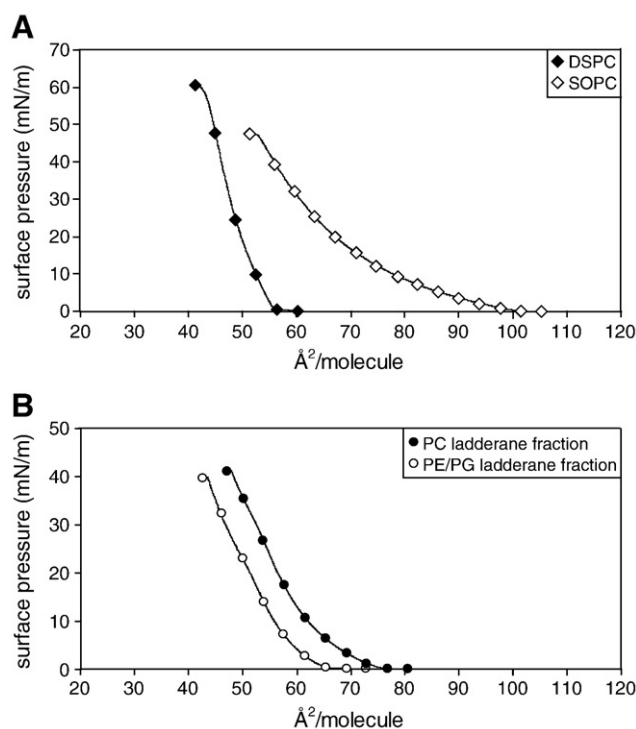 A
70
60
50
40
30
20
10
0
surface pressure (mN/m)
◆ DSPC
◇ SOPC
20 30 40 50 60 70 80 90 100 110 120
Å²/molecule
B
50
40
30
20
10
0
surface pressure (mN/m)
● PC ladderane fraction
○ PE/PG ladderane fraction
20 30 40 50 60 70 80 90 100 110 120
Å²/molecule